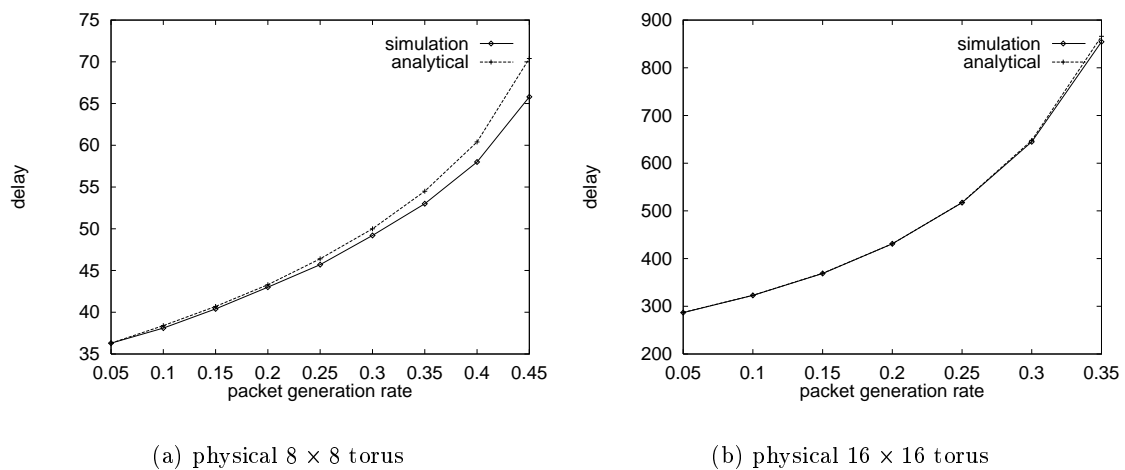 75
70
65
60
55
50
45
40
35
0.05 0.1 0.15 0.2 0.25 0.3 0.35 0.4 0.45
delay
packet generation rate
simulation
analytical
(a) physical 8 × 8 torus
900
800
700
600
500
400
300
200
0.05 0.1 0.15 0.2 0.25 0.3 0.35
delay
packet generation rate
simulation
analytical
(b) physical 16 × 16 torus